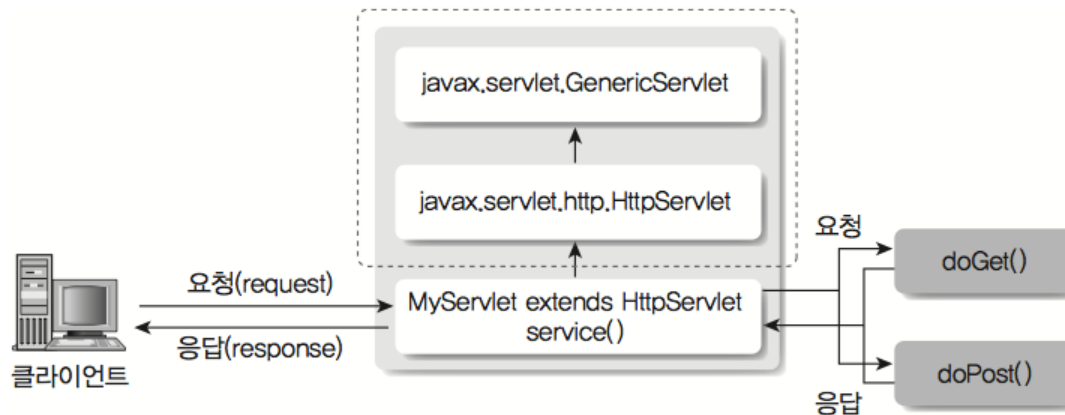 javax.servlet.GenericServlet
javax.servlet.http.HttpServlet
요청
doGet()
요청(request)
MyServlet extends HttpServlet
service()
응답(response)
클라이언트
doPost()
응답